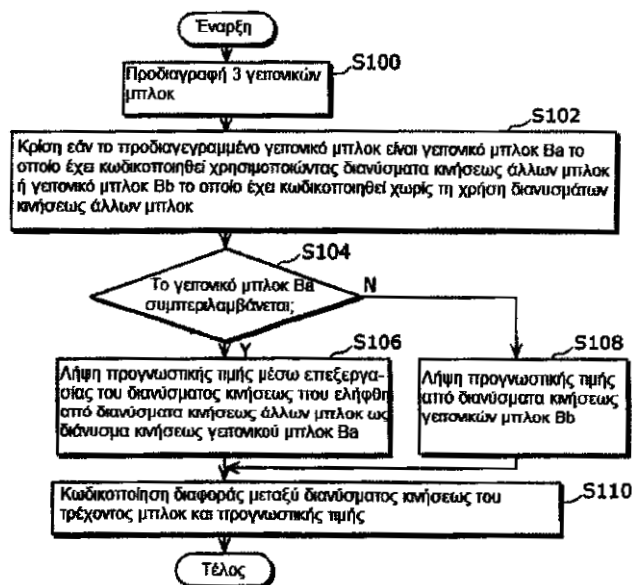 Έναρξη
S100
Προδιαγραφή 3 γειτονικών
μπλοκ
S102
Κρίση εάν το προδιαγεγραμμένο γειτονικό μπλοκ είναι γειτονικό μπλοκ Ba το
οποίο έχει κωδικοποιηθεί χρησιμοποιώντας διανύσματα κινήσεως άλλων μπλοκ
ή γειτονικό μπλοκ Bb το οποίο έχει κωδικοποιηθεί χωρίς τη χρήση διανυσμάτων
κινήσεως άλλων μπλοκ
S104
Το γειτονικό μπλοκ Ba
συμπεριλαμβάνεται;
N
Y
S106
Λήψη προγνωστικής τιμής μέσω επεξεργα-
σίας του διανύσματος κινήσεως που ελήφθη
από διανύσματα κινήσεως άλλων μπλοκ ως
διάνυσμα κινήσεως γειτονικού μπλοκ Ba
S108
Λήψη προγνωστικής τιμής
από διανύσματα κινήσεως
γειτονικών μπλοκ Bb
S110
Κωδικοποίηση διαφοράς μεταξύ διανύσματος κινήσεως του
τρέχοντος μπλοκ και προγνωστικής τιμής
Τέλος